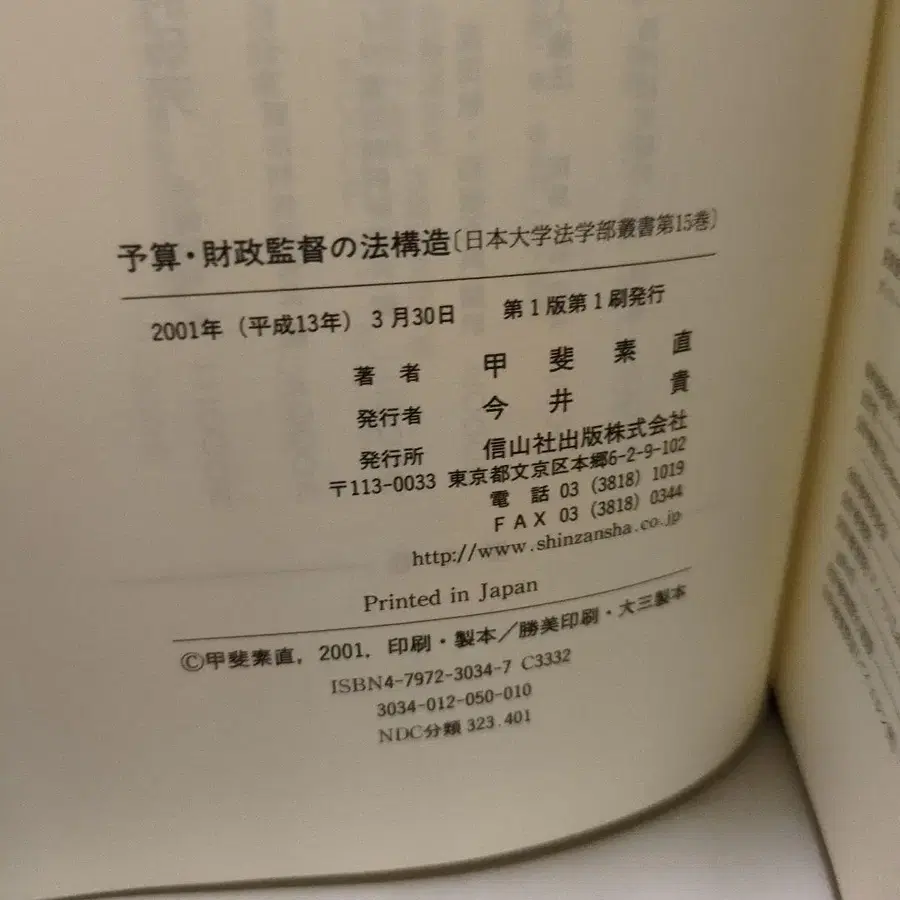 予算・財政監督の法構造〔日本大学法学部叢書第15巻〕
2001年(平成13年) 3月30日 第1版第1刷発行
著者 甲斐素直
発行者 今井貴
発行所 信山社出版株式会社
〒113-0033 東京都文京区本郷6-2-9-102
電話 03 (3818) 1019
FAX 03 (3818) 0344
http://www.shinzansha.co.jp
Printed in Japan
©甲斐素直, 2001, 印刷・製本/勝美印刷・大三製本
ISBN4-7972-3034-7 C3332
3034-012-050-010
NDC分類 323.401